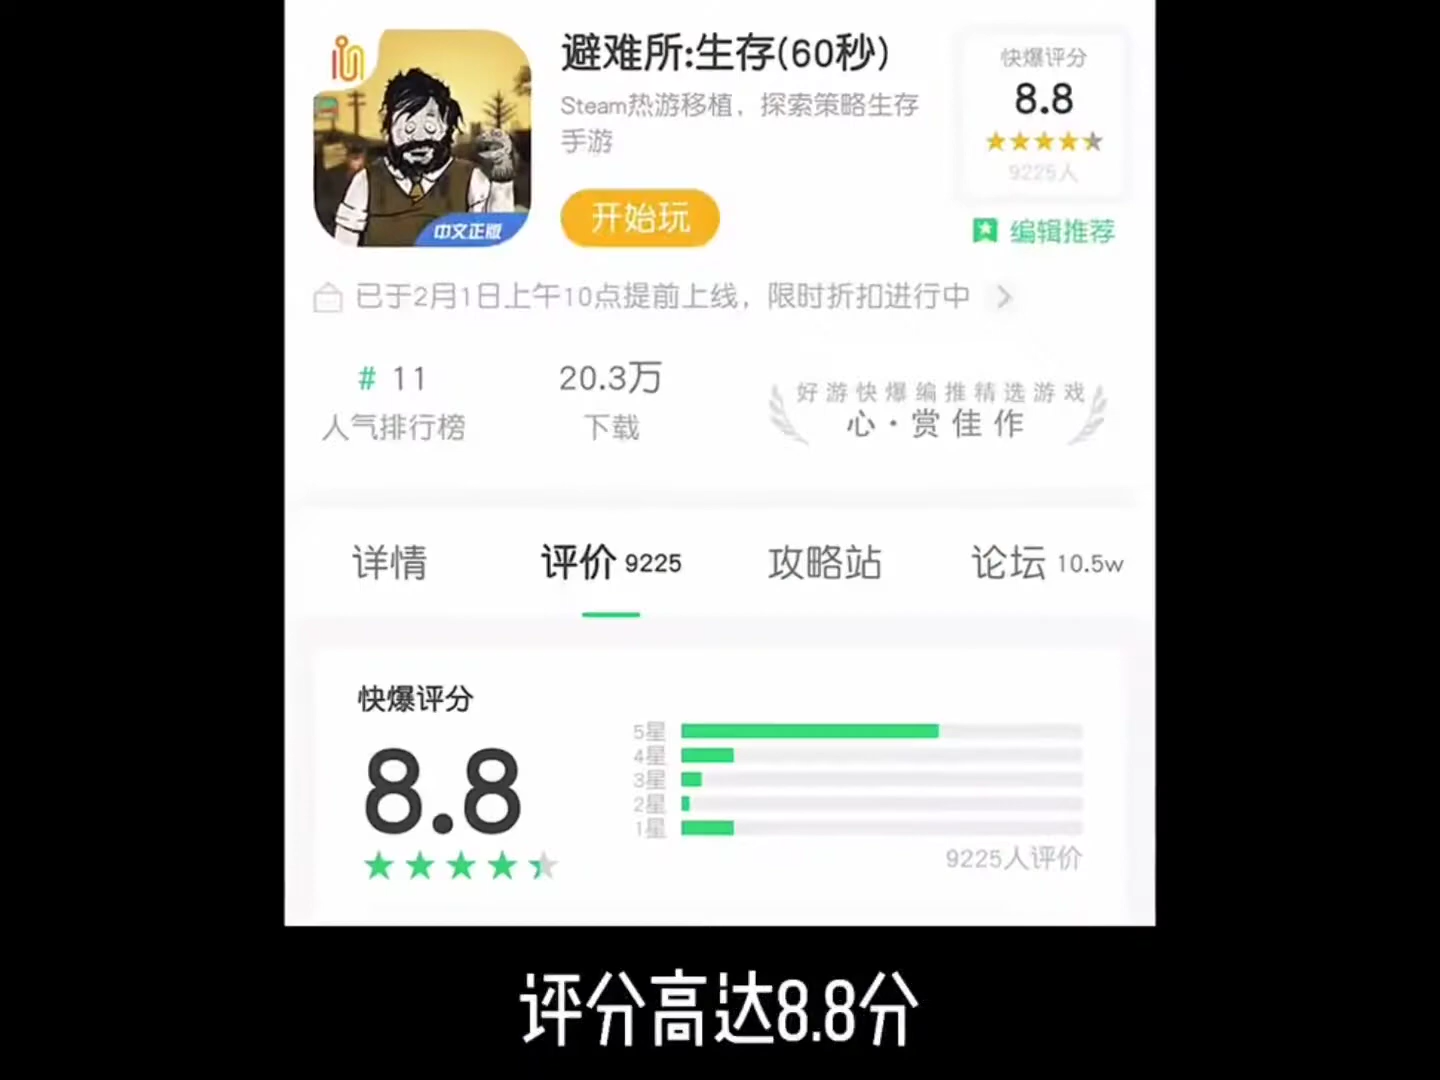 避难所:生存(60秒)
Steam热游移植，探索策略生存
手游
开始玩
中文正版
快爆评分
8.8
9225人
编辑推荐
已于2月1日上午10点提前上线，限时折扣进行中
# 11
人气排行榜
20.3万
下载
好游快爆编推精选游戏
心·赏佳作
详情
评价 9225
攻略站
论坛 10.5w
快爆评分
8.8
5星
4星
3星
2星
1星
9225人评价
评分高达8.8分